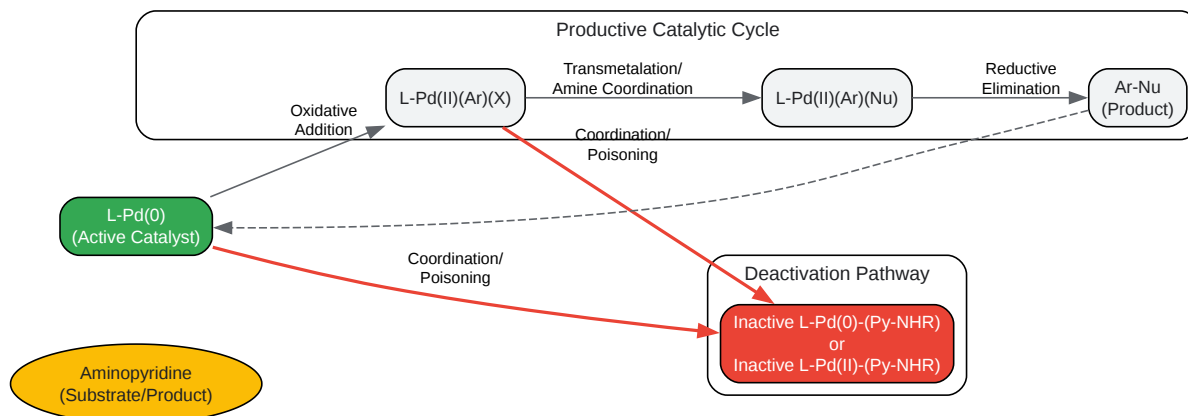 Productive Catalytic Cycle
L-Pd(II)(Ar)(X)
Transmetalation/
Amine Coordination
L-Pd(II)(Ar)(Nu)
Reductive
Elimination
Ar-Nu
(Product)
Oxidative
Addition
Coordination/
Poisoning
L-Pd(0)
(Active Catalyst)
Coordination/
Poisoning
Deactivation Pathway
Inactive L-Pd(0)-(Py-NHR)
or
Inactive L-Pd(II)-(Py-NHR)
Aminopyridine
(Substrate/Product)